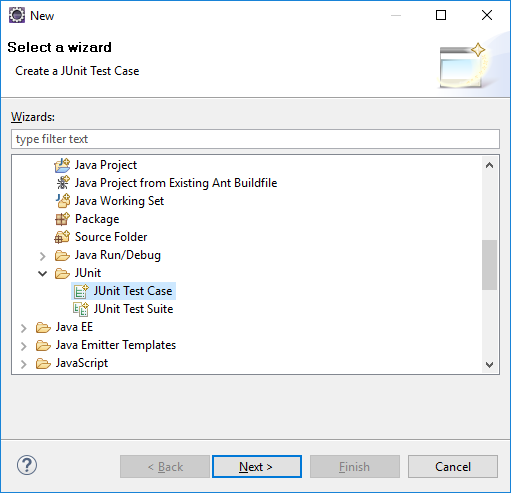 New
Select a wizard
Create a JUnit Test Case
Wizards:
type filter text
Java Project
Java Project from Existing Ant Buildfile
Java Working Set
Package
Source Folder
Java Run/Debug
JUnit
JUnit Test Case
JUnit Test Suite
Java EE
Java Emitter Templates
JavaScript
?
< Back
Next >
Finish
Cancel